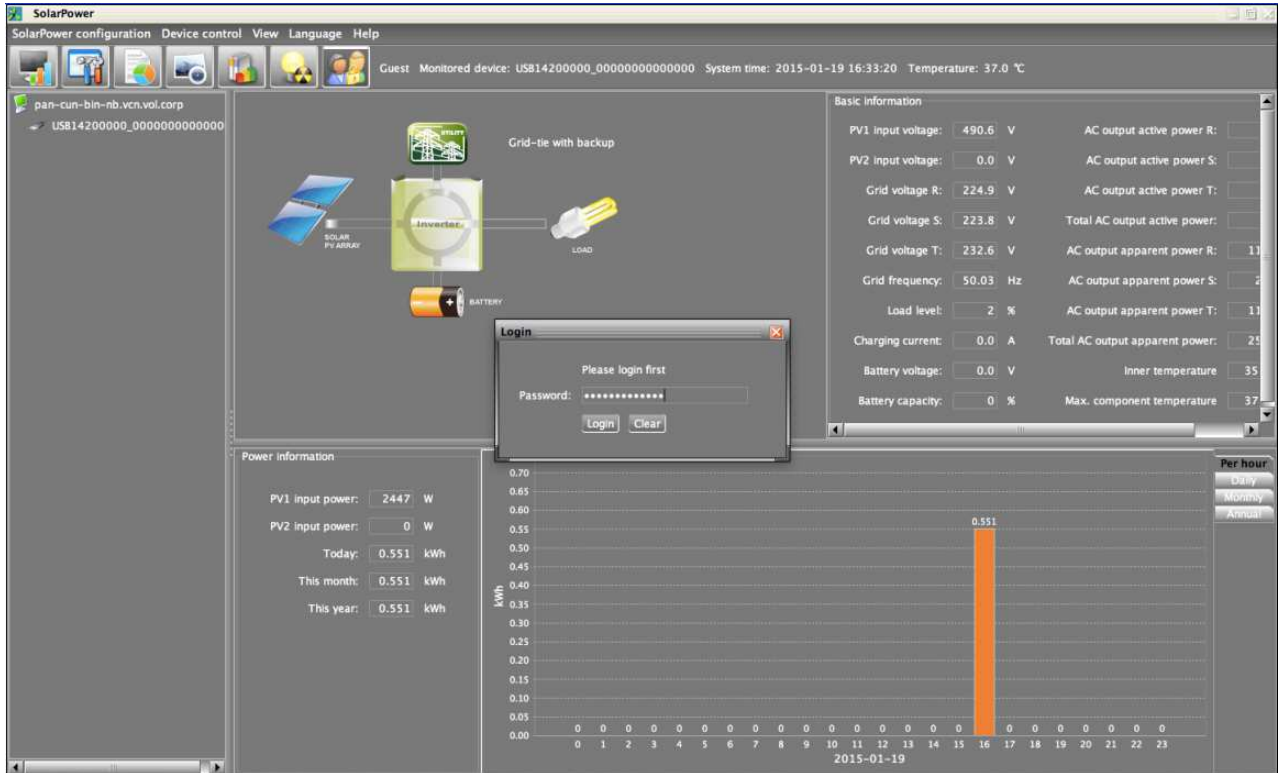 SolarPower
SolarPower configuration Device control View Language Help
Guest Monitored device: USB14200000_00000000000000 System time: 2015-01-19 16:33:20 Temperature: 37.0 ℃
pan-cun-bin-nb.vcn.vol.corp
USB14200000_0000000000000
UTILITY
Grid-tie with backup
Inverter
SOLAR
PV ARRAY
LOAD
BATTERY
Basic information
PV1 input voltage: 490.6 V AC output active power R:
PV2 input voltage: 0.0 V AC output active power S:
Grid voltage R: 224.9 V AC output active power T:
Grid voltage S: 223.8 V Total AC output active power:
Grid voltage T: 232.6 V AC output apparent power R: 11
Grid frequency: 50.03 Hz AC output apparent power S: 2
Load level: 2 % AC output apparent power T: 11
Charging current: 0.0 A Total AC output apparent power: 25
Battery voltage: 0.0 V Inner temperature 35
Battery capacity: 0 % Max. component temperature 37
Login
Please login first
Password: •••••••••••••
Login Clear
Power information
PV1 input power: 2447 W
PV2 input power: 0 W
Today: 0.551 kWh
This month: 0.551 kWh
This year: 0.551 kWh
Per hour
Daily
Monthly
Annual
kWh
0.70
0.65
0.60
0.55
0.50
0.45
0.40
0.35
0.30
0.25
0.20
0.15
0.10
0.05
0.00
0.551
0 0 0 0 0 0 0 0 0 0 0 0 0 0 0 0 0 0 0 0 0 0 0
0 1 2 3 4 5 6 7 8 9 10 11 12 13 14 15 16 17 18 19 20 21 22 23
2015-01-19